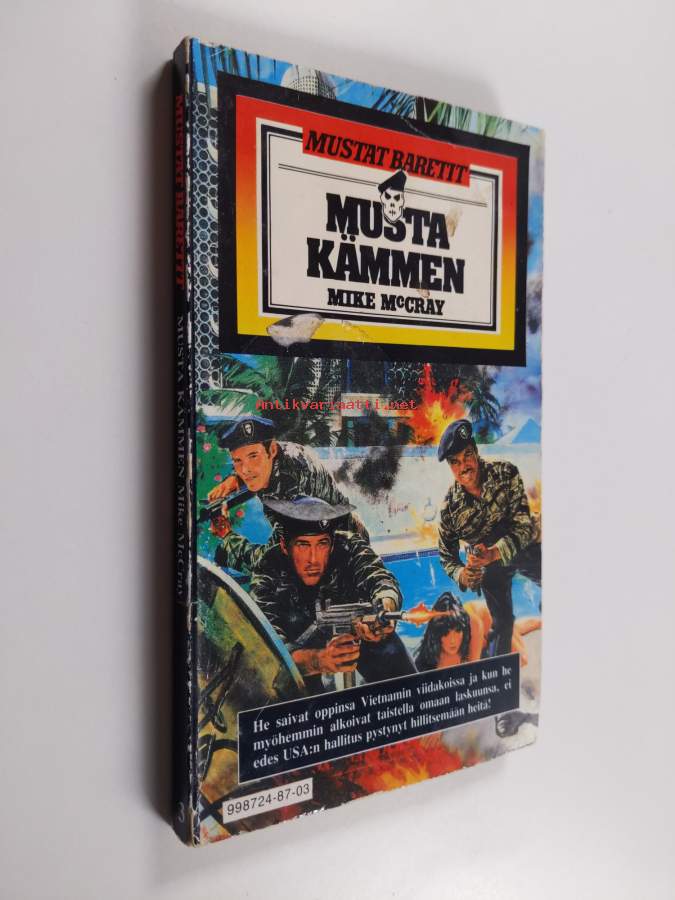 MUSTAT BARETIT
MUSTA
KÄMMEN
MIKE McCRAY
Antikvariaatti.net
He saivat oppinsa Vietnamin viidakoissa ja kun he
myöhemmin alkoivat taistella omaan laskuunsa, ei
edes USA:n hallitus pystynyt hillitsemään heitä!
998724-87-03
MUSTAT BARETIT MUSTA KÄMMEN Mike McCray
3